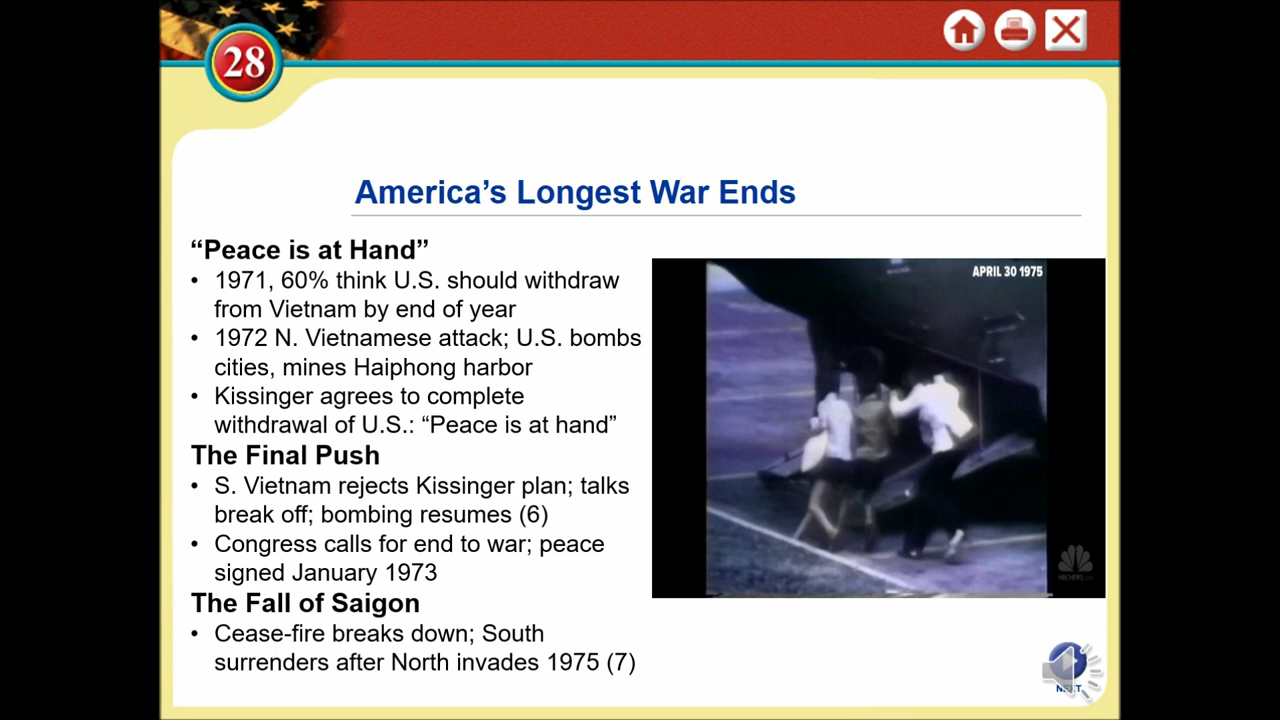 28
America’s Longest War Ends
“Peace is at Hand”
• 1971, 60% think U.S. should withdraw
from Vietnam by end of year
• 1972 N. Vietnamese attack; U.S. bombs
cities, mines Haiphong harbor
• Kissinger agrees to complete
withdrawal of U.S.: “Peace is at hand”
The Final Push
• S. Vietnam rejects Kissinger plan; talks
break off; bombing resumes (6)
• Congress calls for end to war; peace
signed January 1973
The Fall of Saigon
• Cease-fire breaks down; South
surrenders after North invades 1975 (7)
APRIL 30 1975